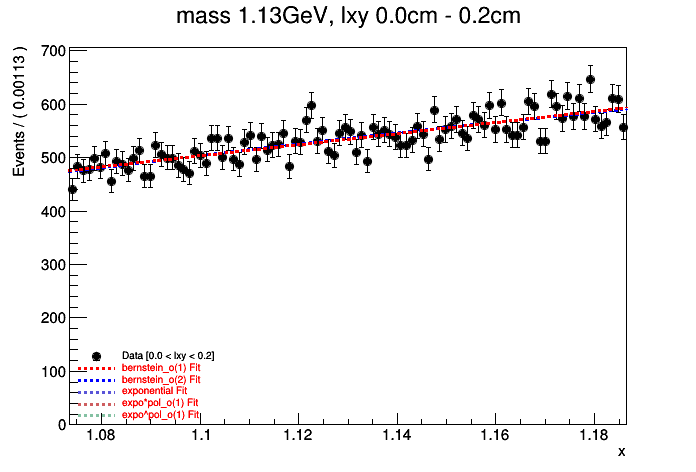 mass 1.13GeV, lxy 0.0cm - 0.2cm
Events / ( 0.00113 )
700
600
500
400
300
200
100
0
Data [0.0 < lxy < 0.2]
bernstein_o(1) Fit
bernstein_o(2) Fit
exponential Fit
expo*pol_o(1) Fit
expo^pol_o(1) Fit
1.08 1.1 1.12 1.14 1.16 1.18
x